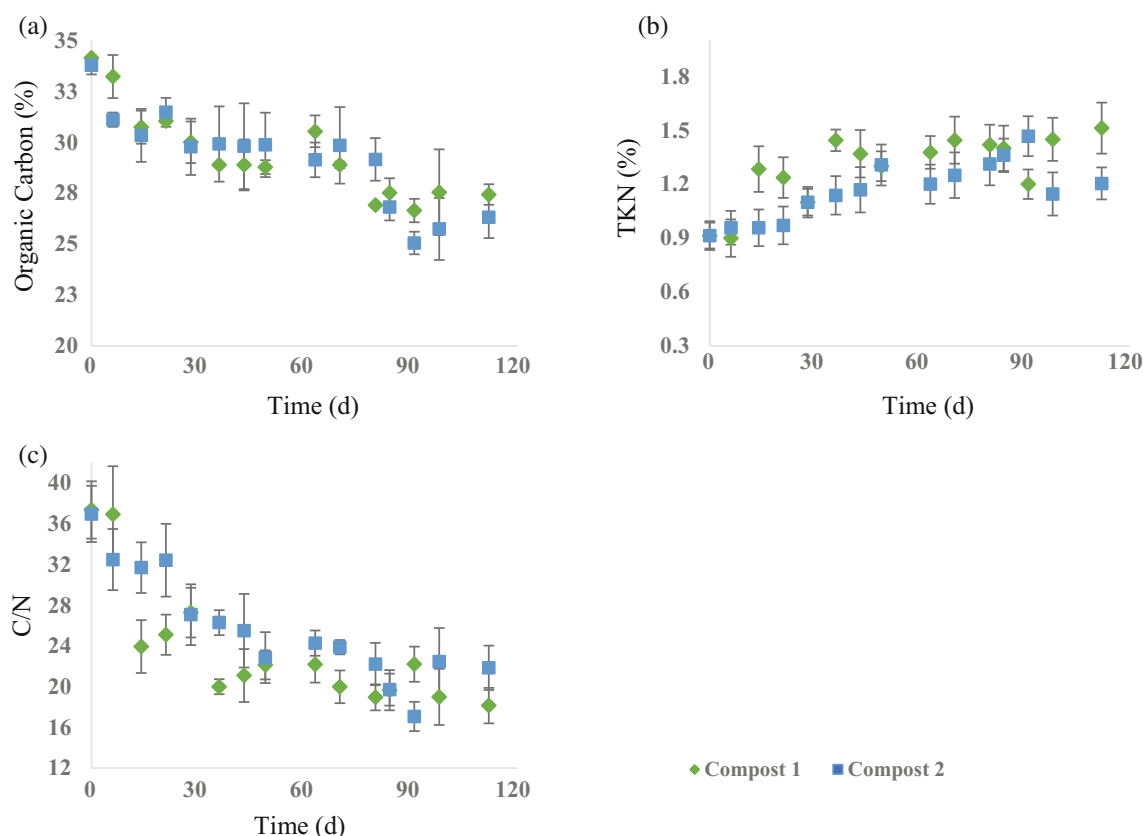 (a)
35
33
30
28
25
23
20
Organic Carbon (%)
0 30 60 90 120
Time (d)
(b)
1.8
1.5
1.2
0.9
0.6
0.3
TKN (%)
0 30 60 90 120
Time (d)
(c)
40
36
32
28
24
20
16
12
C/N
0 30 60 90 120
Time (d)
Compost 1 Compost 2